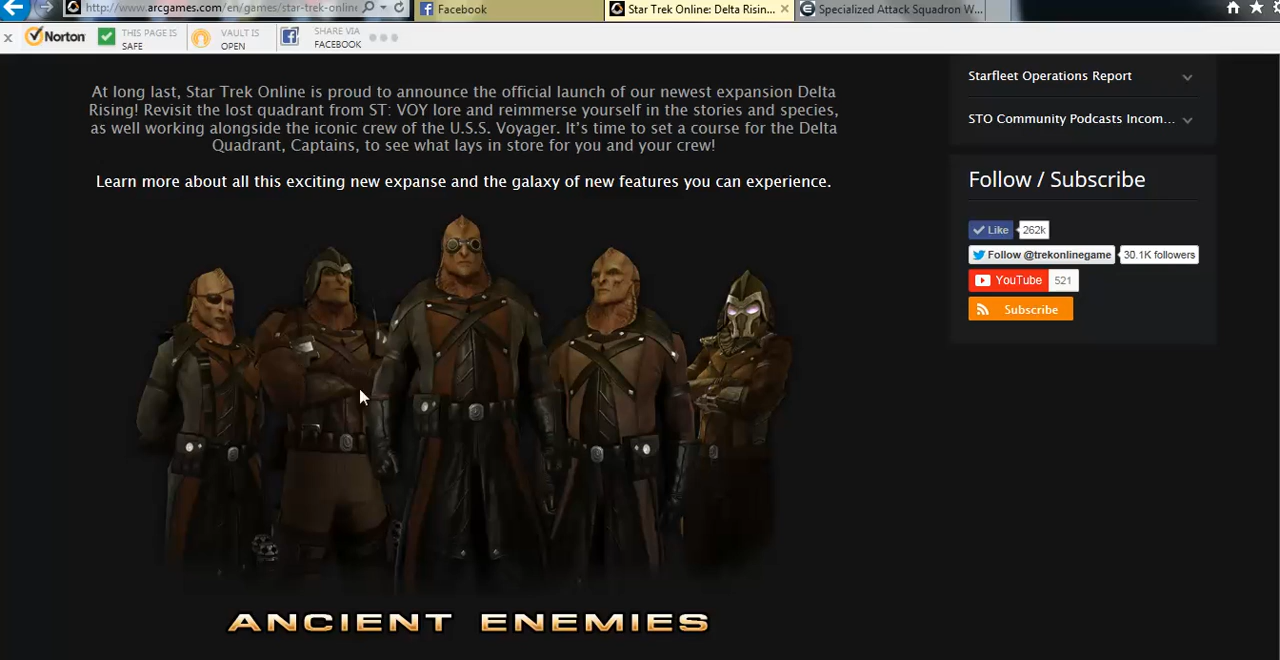 http://www.arcgames.com/en/games/star-trek-online
Facebook
Star Trek Online: Delta Risin...
Specialized Attack Squadron W...
Norton
THIS PAGE IS
SAFE
VAULT IS
OPEN
SHARE VIA
FACEBOOK
At long last, Star Trek Online is proud to announce the official launch of our newest expansion Delta
Rising! Revisit the lost quadrant from ST: VOY lore and reimmerse yourself in the stories and species,
as well working alongside the iconic crew of the U.S.S. Voyager. It's time to set a course for the Delta
Quadrant, Captains, to see what lays in store for you and your crew!
Learn more about all this exciting new expanse and the galaxy of new features you can experience.
ANCIENT ENEMIES
Starfleet Operations Report
STO Community Podcasts Incom...
Follow / Subscribe
Like 262k
Follow @trekonlinegame 30.1K followers
YouTube 521
Subscribe